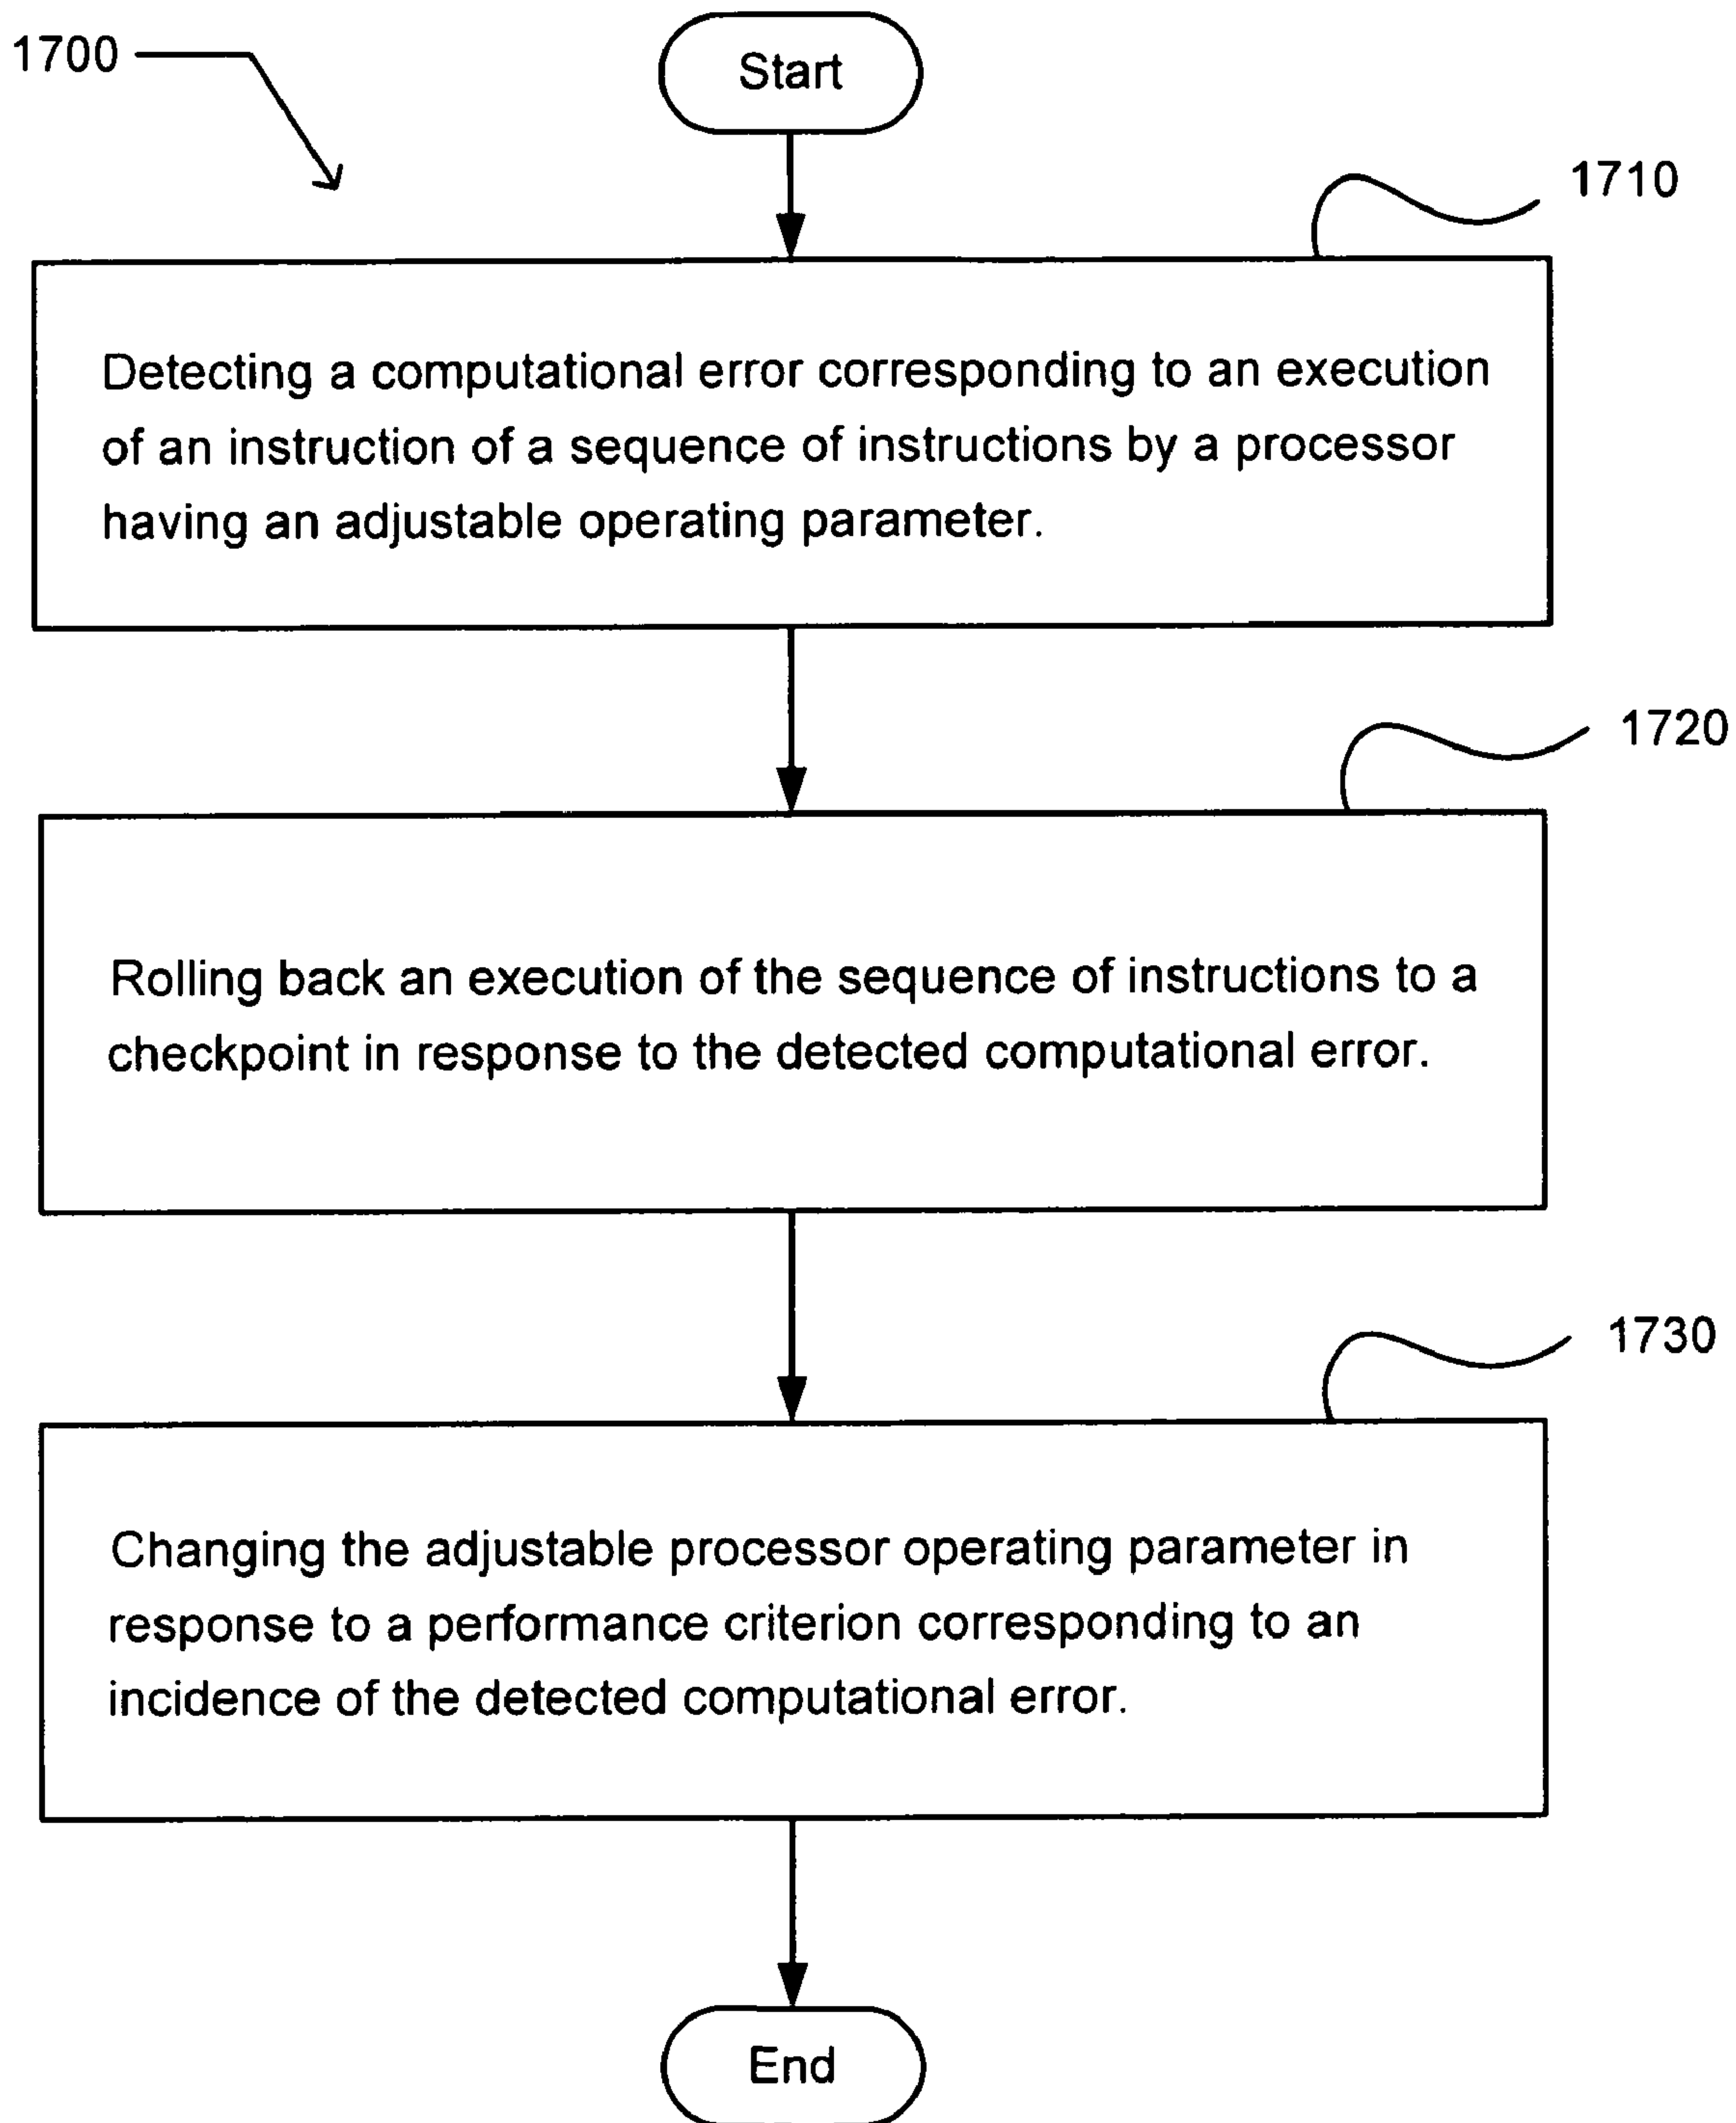 1700
Start
1710
Detecting a computational error corresponding to an execution
of an instruction of a sequence of instructions by a processor
having an adjustable operating parameter.
1720
Rolling back an execution of the sequence of instructions to a
checkpoint in response to the detected computational error.
1730
Changing the adjustable processor operating parameter in
response to a performance criterion corresponding to an
incidence of the detected computational error.
End